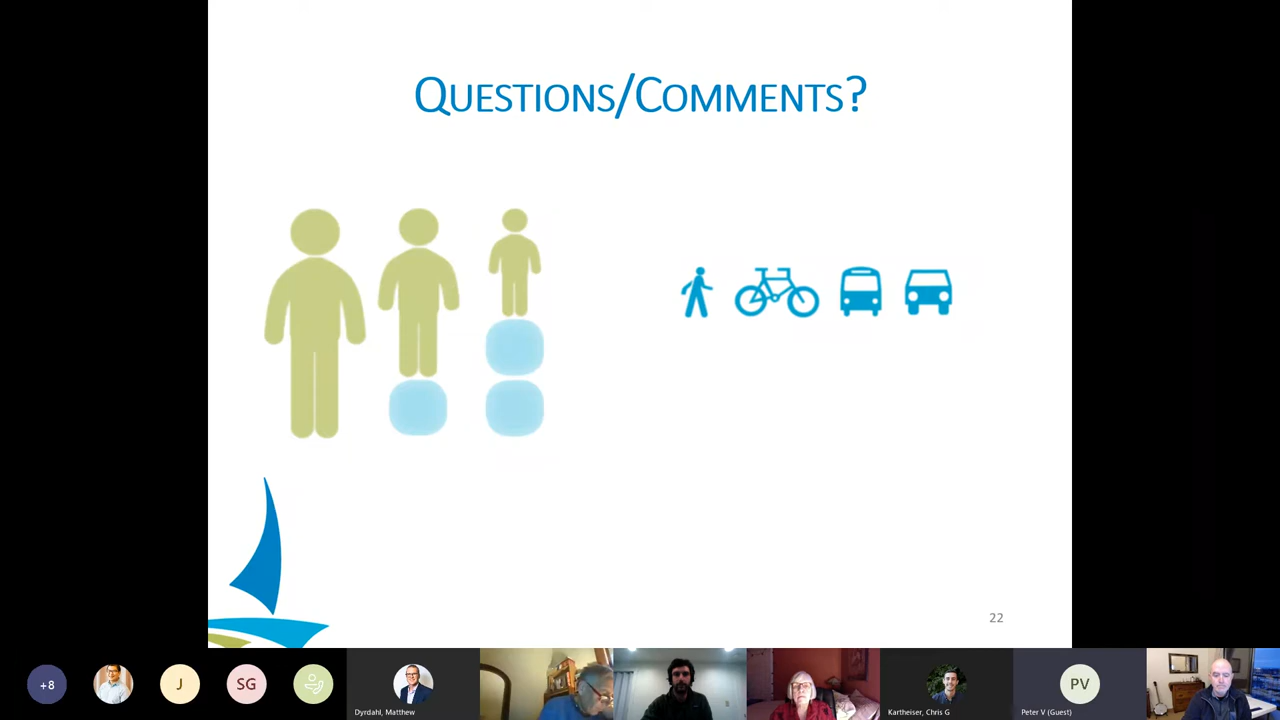 QUESTIONS/COMMENTS?
22
+8
J
SG
Dyrdahl, Matthew
Kartheiser, Chris G
PV
Peter V (Guest)